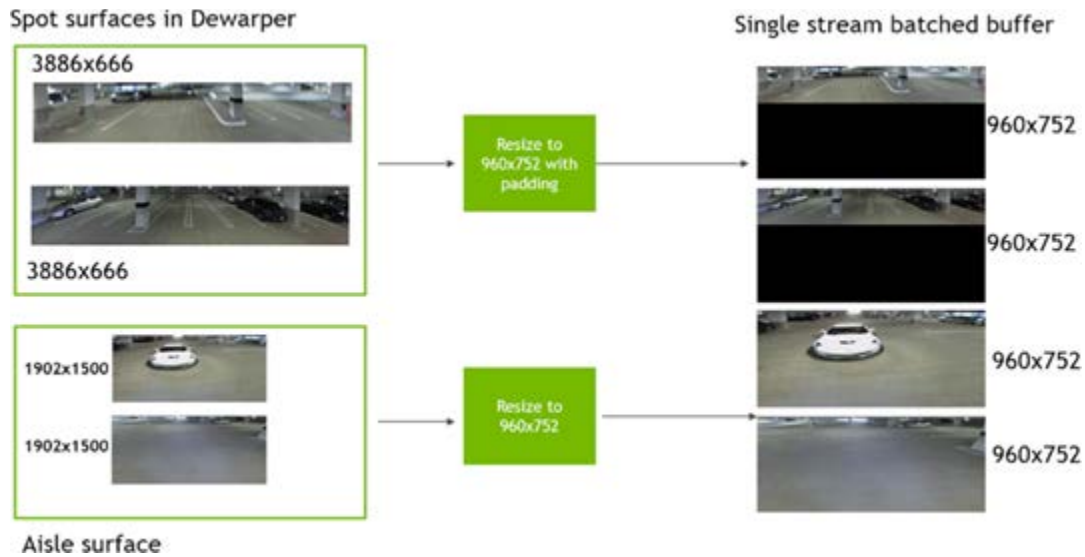 Spot surfaces in Dewarper
Single stream batched buffer
3886x666
960x752
Resize to
960x752 with
padding
960x752
3886x666
1902x1500
960x752
Resize to
960x752
1902x1500
960x752
Aisle surface